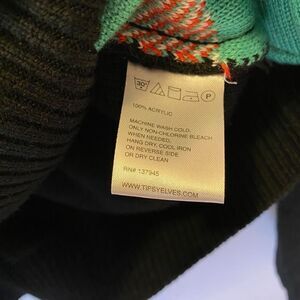 30°
P
100% ACRYLIC
MACHINE WASH COLD.
ONLY NON-CHLORINE BLEACH
WHEN NEEDED.
HANG DRY, COOL IRON
ON REVERSE SIDE
OR DRY CLEAN
RN# 137945
WWW.TIPSYELVES.COM